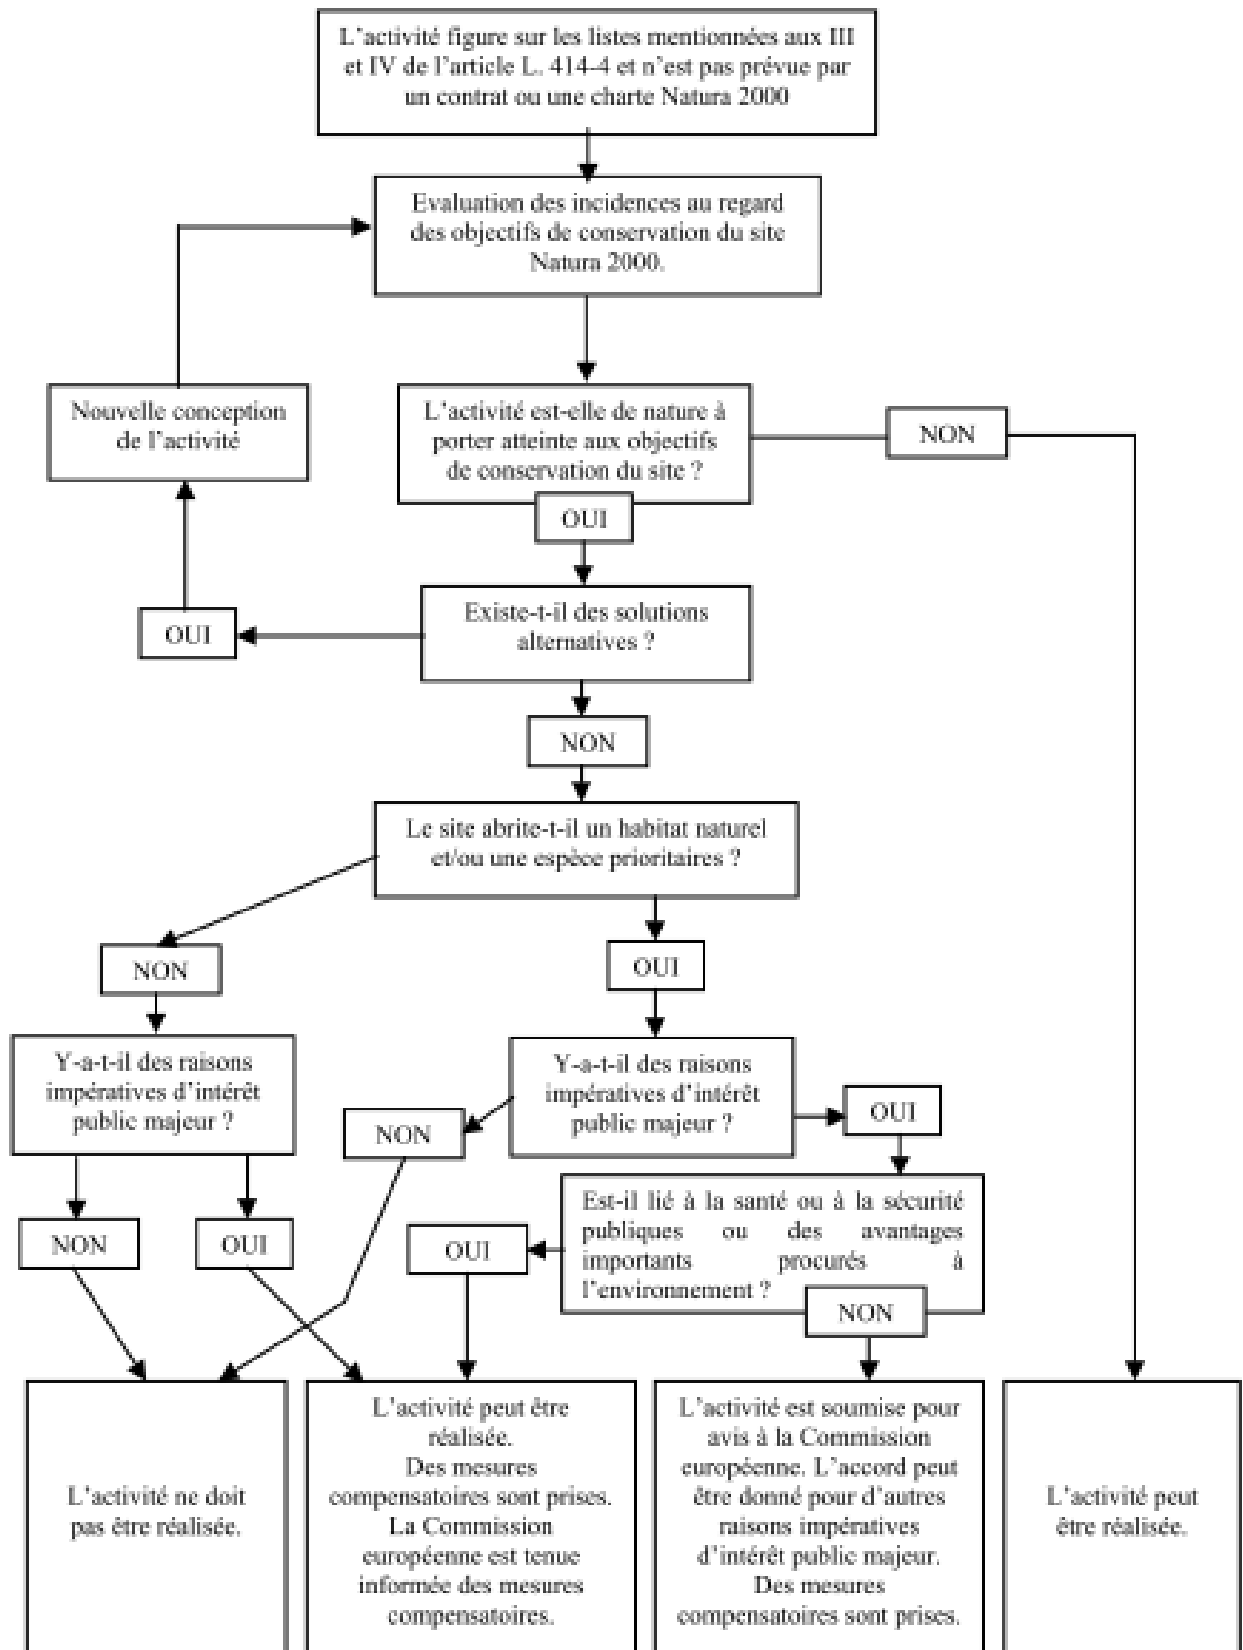 L'activité figure sur les listes mentionnées aux III
et IV de l'article L. 414-4 et n'est pas prévue par
un contrat ou une charte Natura 2000
Evaluation des incidences au regard
des objectifs de conservation du site
Natura 2000.
Nouvelle conception
de l'activité
L'activité est-elle de nature à
porter atteinte aux objectifs
de conservation du site ?
NON
OUI
Existe-t-il des solutions
alternatives ?
OUI
NON
Le site abrite-t-il un habitat naturel
et/ou une espèce prioritaires ?
NON
OUI
Y-a-t-il des raisons
impératives d'intérêt
public majeur ?
Y-a-t-il des raisons
impératives d'intérêt
public majeur ?
NON
OUI
Est-il lié à la santé ou à la sécurité
publiques ou des avantages
importants procurés à
l'environnement ?
NON
OUI
OUI
NON
L'activité ne doit
pas être réalisée.
L'activité peut être
réalisée.
Des mesures
compensatoires sont prises.
La Commission
européenne est tenue
informée des mesures
compensatoires.
L'activité est soumise pour
avis à la Commission
européenne. L'accord peut
être donné pour d'autres
raisons impératives
d'intérêt public majeur.
Des mesures
compensatoires sont prises.
L'activité peut
être réalisée.